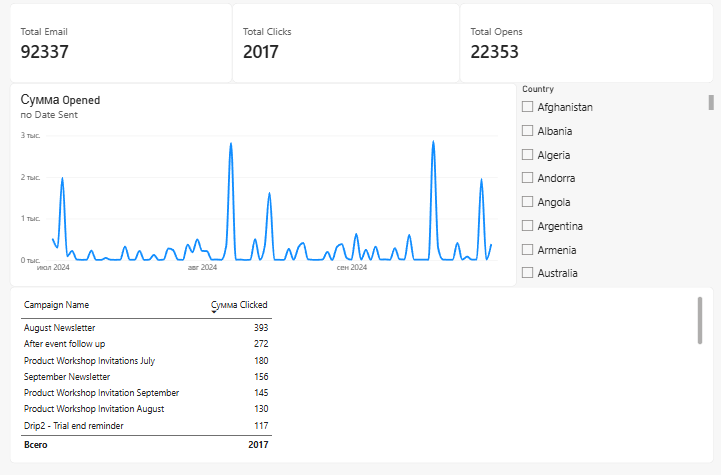 Total Email
92337
Total Clicks
2017
Total Opens
22353
Сумма Opened
по Date Sent
3 тыс.
2 тыс.
1 тыс.
0 тыс.
июл 2024
авг 2024
сен 2024
Country
Afghanistan
Albania
Algeria
Andorra
Angola
Argentina
Armenia
Australia
Campaign Name Сумма Clicked
August Newsletter 393
After event follow up 272
Product Workshop Invitations July 180
September Newsletter 156
Product Workshop Invitation September 145
Product Workshop Invitation August 130
Drip2 - Trial end reminder 117
Всего 2017